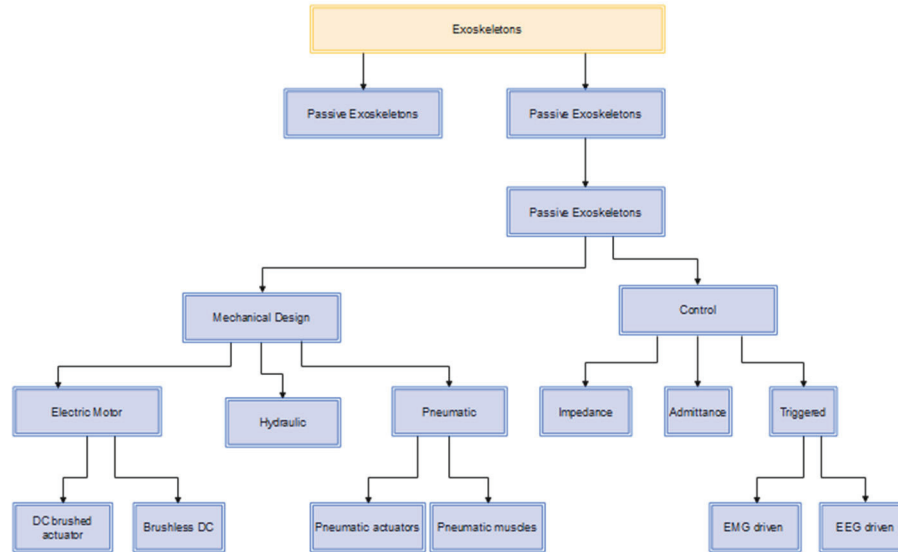 Exoskeletons
Passive Exoskeletons
Passive Exoskeletons
Passive Exoskeletons
Mechanical Design
Control
Electric Motor
Hydraulic
Pneumatic
Impedance
Admittance
Triggered
DC brushed
actuator
Brushless DC
Pneumatic actuators
Pneumatic muscles
EMG driven
EEG driven